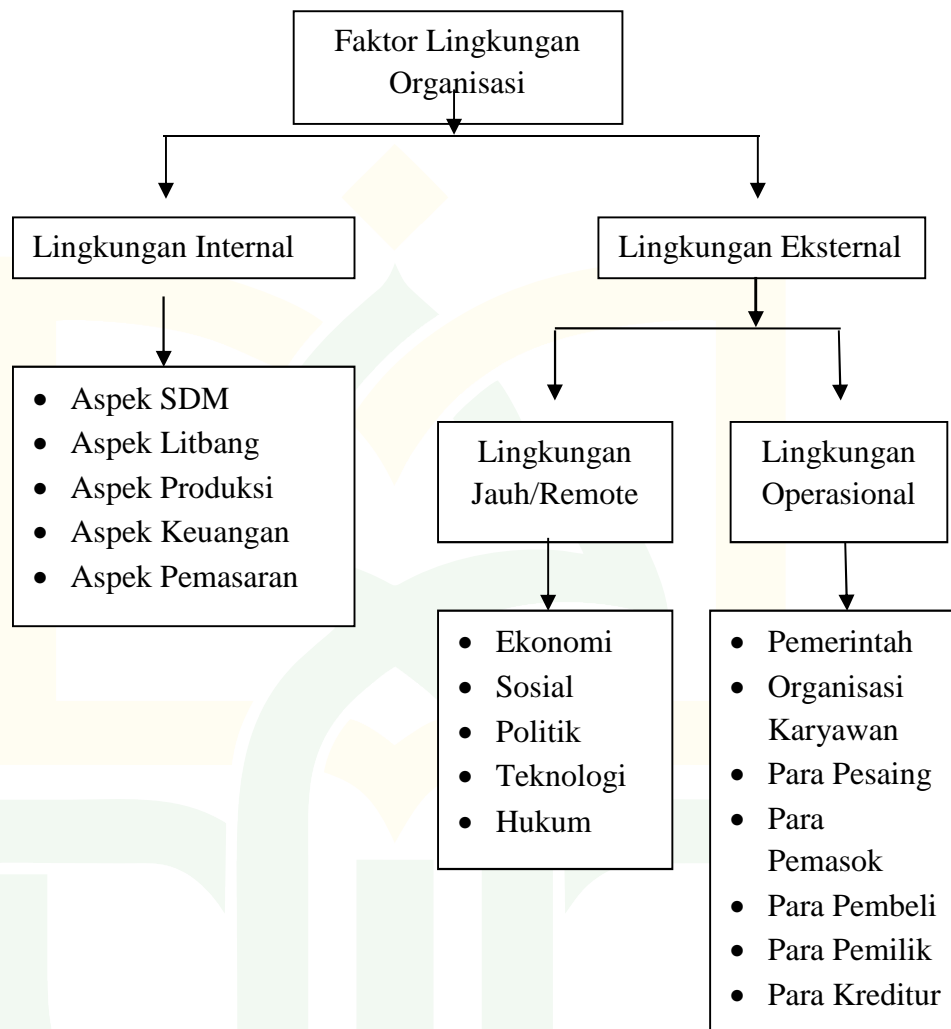 Faktor Lingkungan
Organisasi
Lingkungan Internal
Lingkungan Eksternal
• Aspek SDM
• Aspek Litbang
• Aspek Produksi
• Aspek Keuangan
• Aspek Pemasaran
Lingkungan
Jauh/Remote
Lingkungan
Operasional
• Ekonomi
• Sosial
• Politik
• Teknologi
• Hukum
• Pemerintah
• Organisasi
Karyawan
• Para Pesaing
• Para
Pemasok
• Para Pembeli
• Para Pemilik
• Para Kreditur